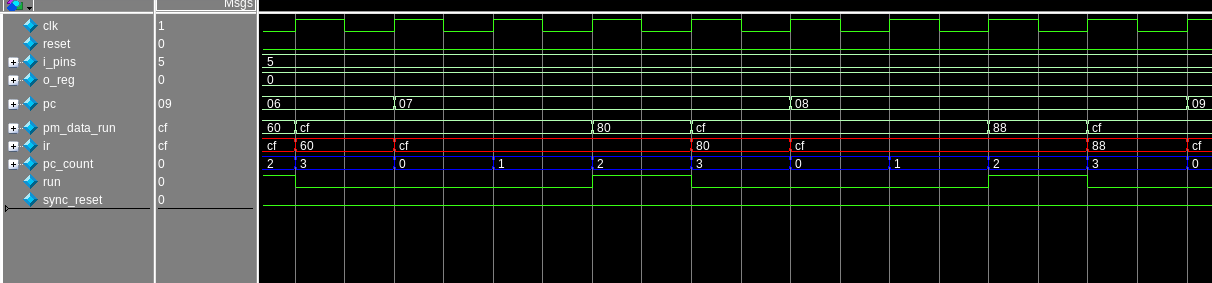 Msgs
clk 1
reset 0
i_pins 5 5
o_reg 0 0
pc 09 06 07 08 09
pm_data_run cf 60 cf 80 cf 88 cf
ir cf cf 60 cf 80 cf 88 cf
pc_count 0 2 3 0 1 2 3 0 1 2 3 0
run 0
sync_reset 0